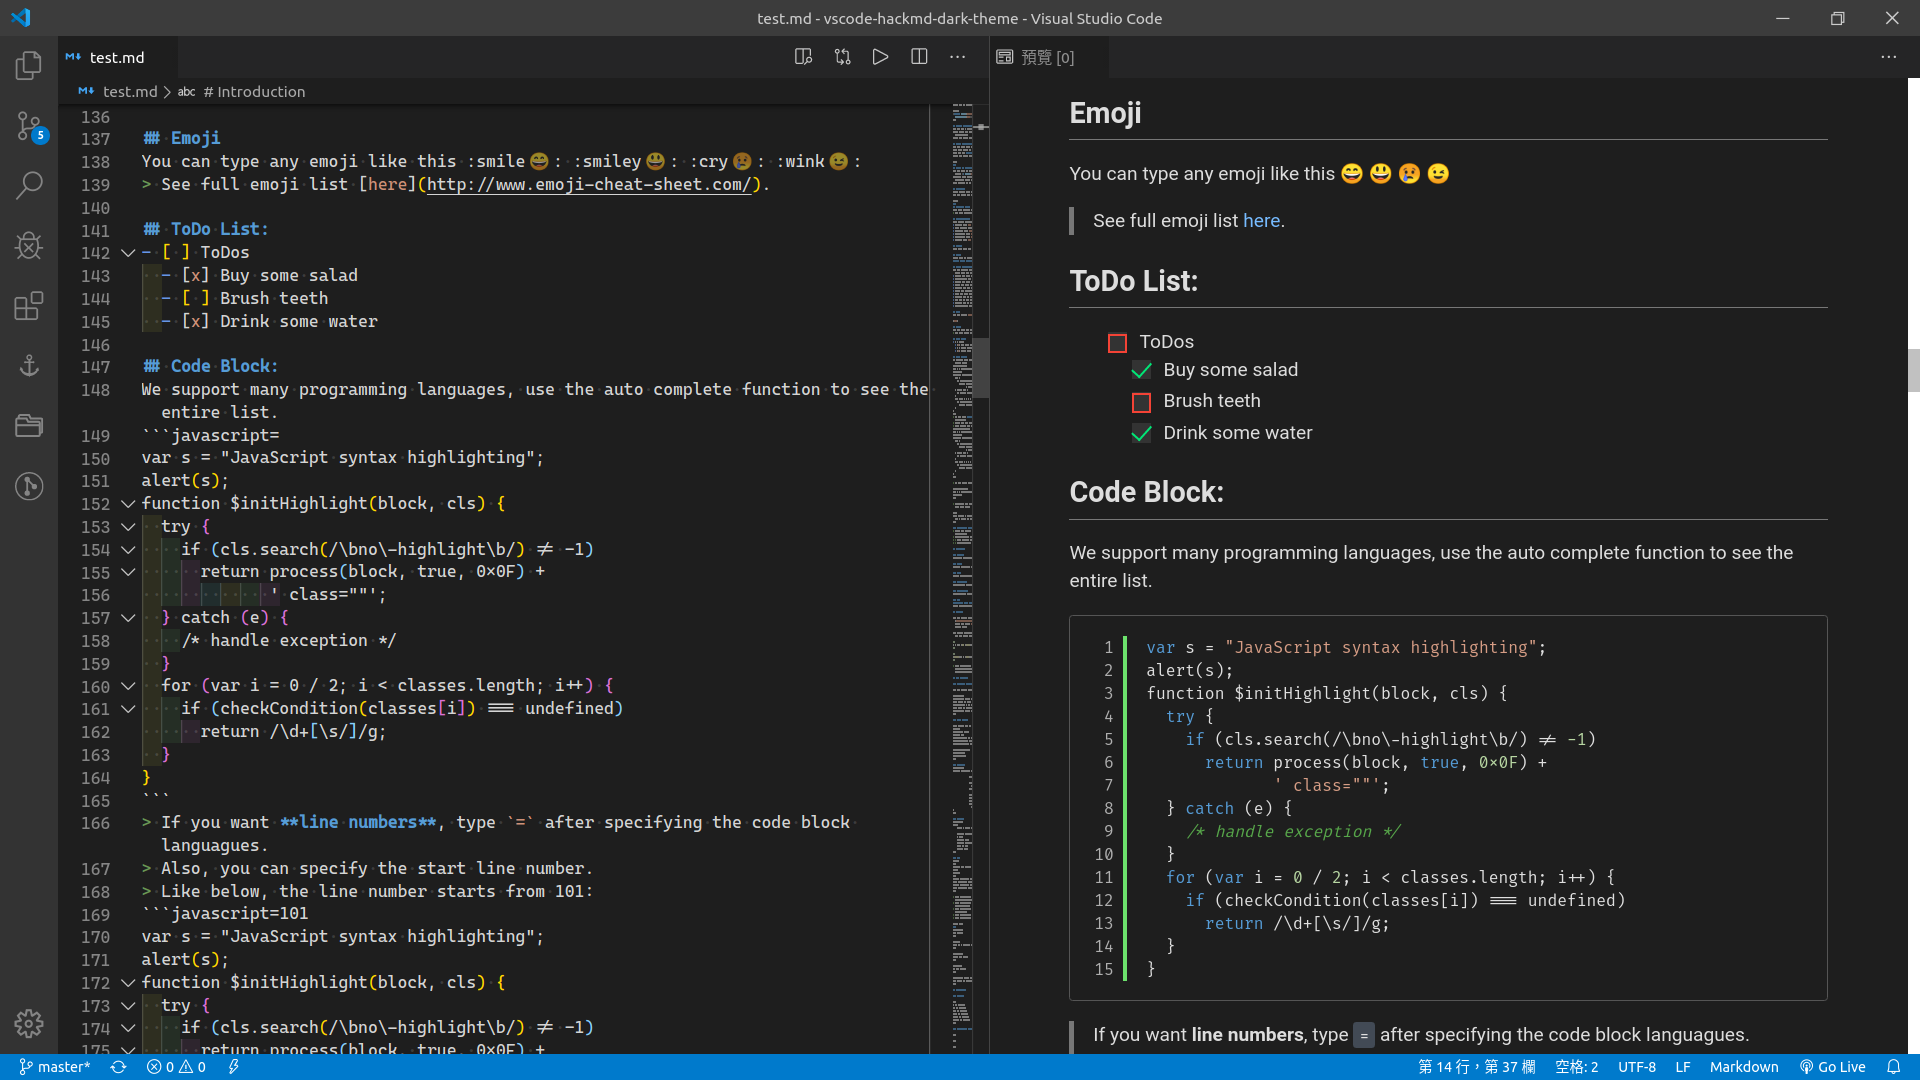 test.md - vscode-hackmd-dark-theme - Visual Studio Code
test.md
test.md > abc # Introduction
5
136
137 ## Emoji
138 You can type any emoji like this :smile😄: :smiley😃: :cry😢: :wink😉:
139 > See full emoji list [here](http://www.emoji-cheat-sheet.com/).
140
141 ## ToDo List:
142 - [ ] ToDos
143   - [x] Buy some salad
144   - [ ] Brush teeth
145   - [x] Drink some water
146
147 ## Code Block:
148 We support many programming languages, use the auto complete function to see the
entire list.
149 ```javascript=
150 var s = "JavaScript syntax highlighting";
151 alert(s);
152 function $initHighlight(block, cls) {
153   try {
154     if (cls.search(/\bno\-highlight\b/) != -1)
155       return process(block, true, 0x0F) +
156              ' class=""';
157   } catch (e) {
158     /* handle exception */
159   }
160   for (var i = 0 / 2; i < classes.length; i++) {
161     if (checkCondition(classes[i]) === undefined)
162       return /\d+[\s/]/g;
163   }
164 }
165 ```
166 > If you want **line numbers**, type `=` after specifying the code block
languagues.
167 > Also, you can specify the start line number.
168 > Like below, the line number starts from 101:
169 ```javascript=101
170 var s = "JavaScript syntax highlighting";
171 alert(s);
172 function $initHighlight(block, cls) {
173   try {
174     if (cls.search(/\bno\-highlight\b/) != -1)
175       return process(block, true, 0x0F) +
預覽 [0]
Emoji
You can type any emoji like this 😄 😃 😢 😉
See full emoji list here.
ToDo List:
ToDos
Buy some salad
Brush teeth
Drink some water
Code Block:
We support many programming languages, use the auto complete function to see the
entire list.
1 var s = "JavaScript syntax highlighting";
2 alert(s);
3 function $initHighlight(block, cls) {
4   try {
5     if (cls.search(/\bno\-highlight\b/) != -1)
6       return process(block, true, 0x0F) +
7              ' class=""';
8   } catch (e) {
9     /* handle exception */
10   }
11   for (var i = 0 / 2; i < classes.length; i++) {
12     if (checkCondition(classes[i]) === undefined)
13       return /\d+[\s/]/g;
14   }
15 }
If you want line numbers, type = after specifying the code block languagues.
master* 0 0 第 14 行，第 37 欄 空格: 2 UTF-8 LF Markdown Go Live